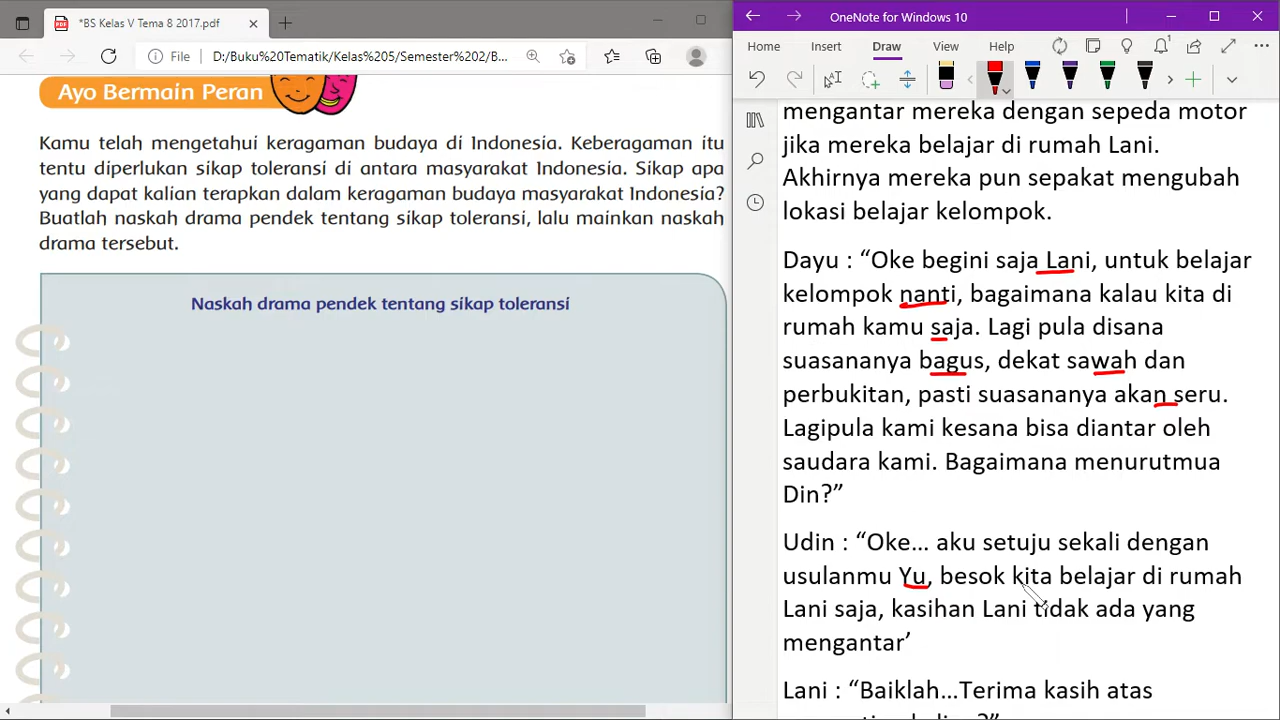 *BS Kelas V Tema 8 2017.pdf
File
D:/Buku%20Tematik/Kelas%205/Semester%202/B...
Ayo Bermain Peran
Kamu telah mengetahui keragaman budaya di Indonesia. Keberagaman itu
tentu diperlukan sikap toleransi di antara masyarakat Indonesia. Sikap apa
yang dapat kalian terapkan dalam keragaman budaya masyarakat Indonesia?
Buatlah naskah drama pendek tentang sikap toleransi, lalu mainkan naskah
drama tersebut.
Naskah drama pendek tentang sikap toleransi
OneNote for Windows 10
Home Insert Draw View Help
mengantar mereka dengan sepeda motor
jika mereka belajar di rumah Lani.
Akhirnya mereka pun sepakat mengubah
lokasi belajar kelompok.
Dayu : “Oke begini saja Lani, untuk belajar
kelompok nanti, bagaimana kalau kita di
rumah kamu saja. Lagi pula disana
suasananya bagus, dekat sawah dan
perbukitan, pasti suasananya akan seru.
Lagipula kami kesana bisa diantar oleh
saudara kami. Bagaimana menurutmua
Din?”
Udin : “Oke... aku setuju sekali dengan
usulanmu Yu, besok kita belajar di rumah
Lani saja, kasihan Lani tidak ada yang
mengantar’
Lani : “Baiklah...Terima kasih atas